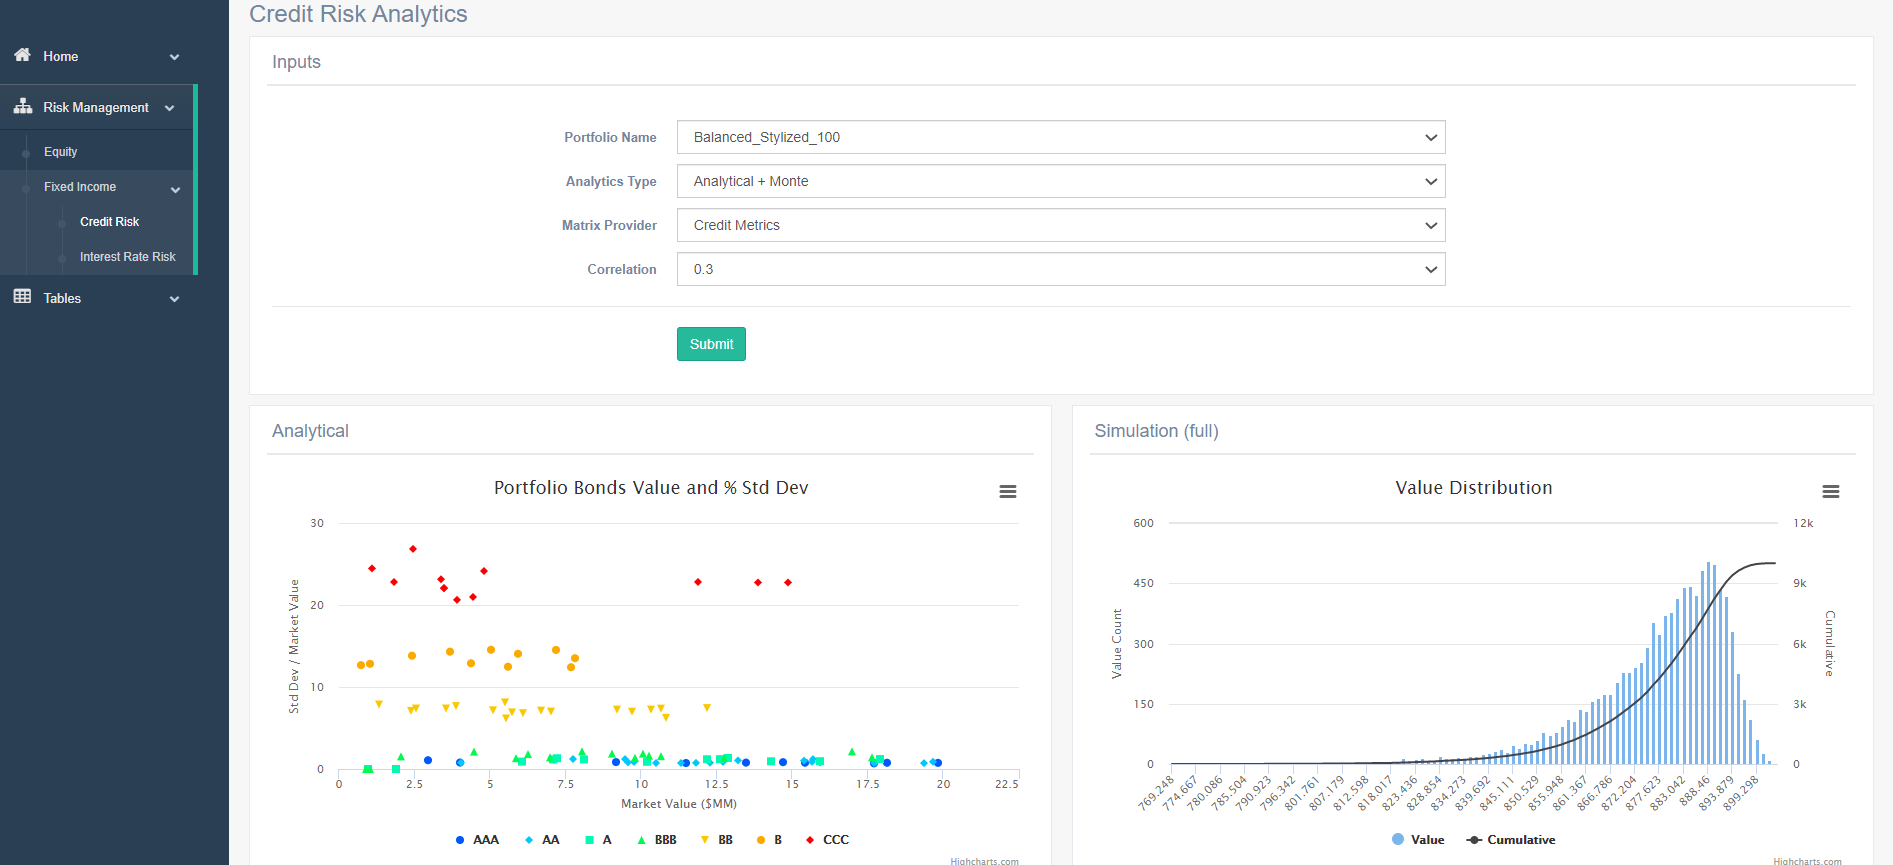 Credit Risk Analytics
Home
Risk Management
Equity
Fixed Income
Credit Risk
Interest Rate Risk
Tables
Inputs
Portfolio Name Balanced_Stylized_100
Analytics Type Analytical + Monte
Matrix Provider Credit Metrics
Correlation 0.3
Submit
Analytical
Portfolio Bonds Value and % Std Dev
Std Dev / Market Value
30
20
10
0
0 2.5 5 7.5 10 12.5 15 17.5 20 22.5
Market Value ($MM)
AAA AA A BBB BB B CCC
Highcharts.com
Simulation (full)
Value Distribution
Value Count
600
450
300
150
0
12k
9k
6k
3k
0
Cumulative
769.248 774.667 780.086 785.504 790.923 796.342 801.761 807.179 812.598 818.017 823.436 828.854 834.273 839.692 845.111 850.529 855.948 861.367 866.786 872.204 877.623 883.042 888.46 893.879 899.298
Value Cumulative
Highcharts.com